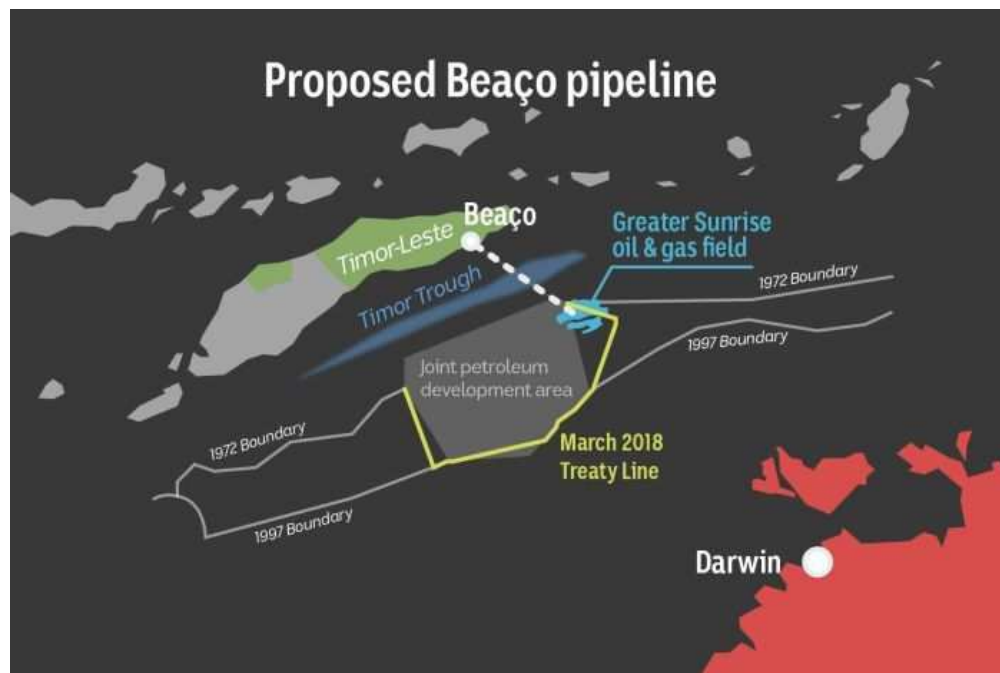 Proposed Beaço pipeline
Beaço
Greater Sunrise
oil & gas field
Timor-Leste
1972 Boundary
Timor Trough
1997 Boundary
Joint petroleum
development area
1972 Boundary
March 2018
Treaty Line
1997 Boundary
Darwin